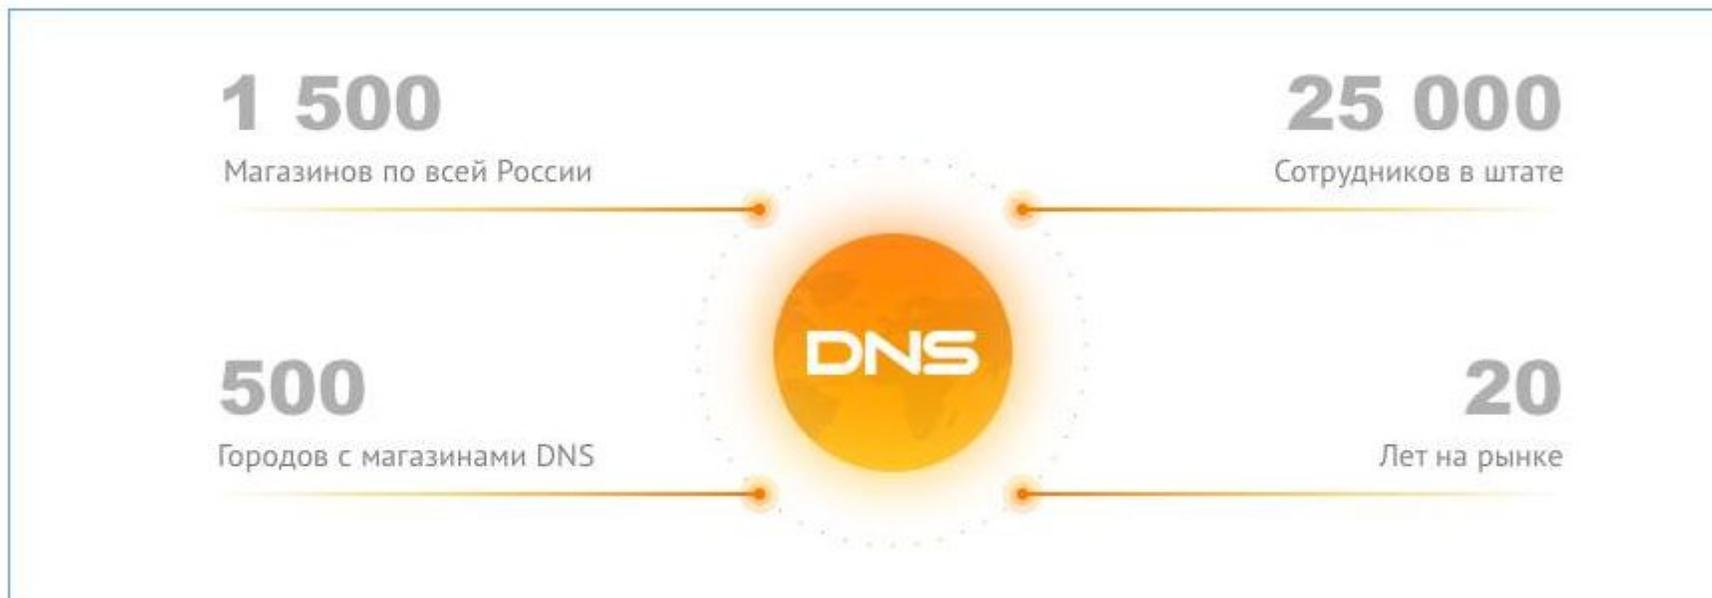 1 500
Магазинов по всей России
25 000
Сотрудников в штате
DNS
500
Городов с магазинами DNS
20
Лет на рынке